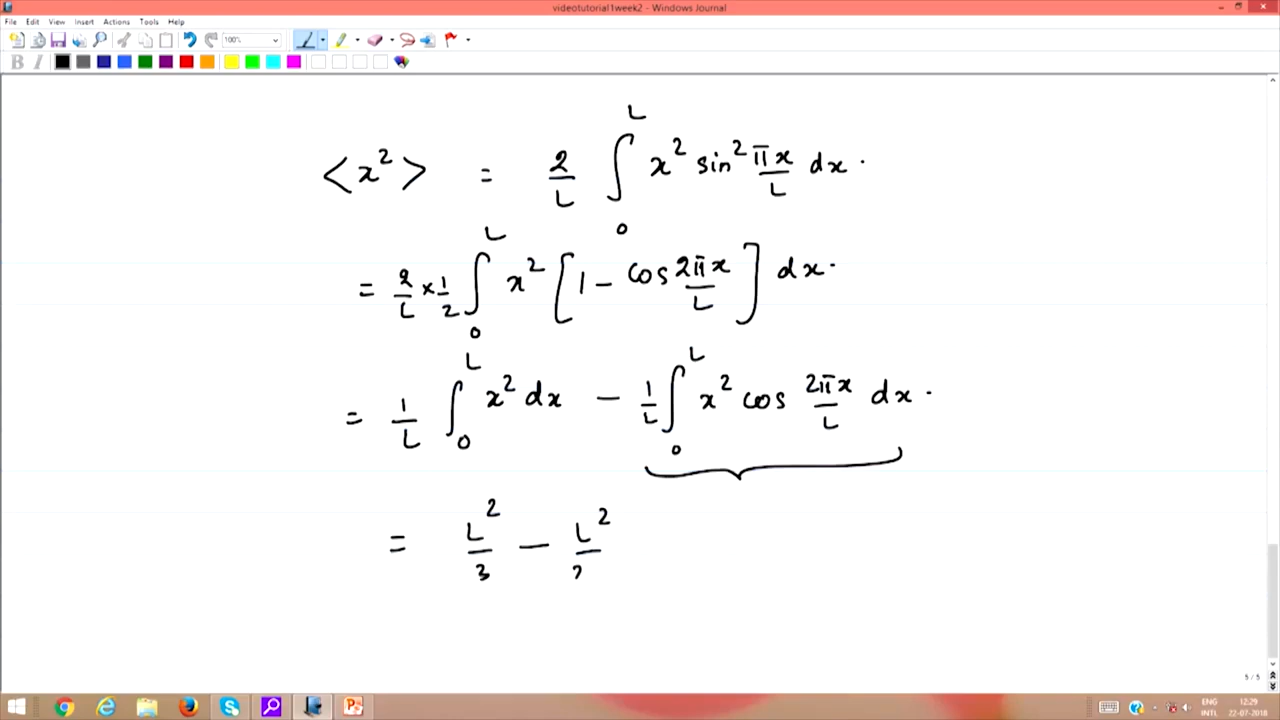 videotutorial1week2 - Windows Journal
File Edit View Insert Actions Tools Help
100%
B I
<x²> = 2/L ∫₀ᴸ x² sin² πx/L dx.
= 2/L × 1/2 ∫₀ᴸ x² [1 - cos 2πx/L] dx.
= 1/L ∫₀ᴸ x² dx - 1/L ∫₀ᴸ x² cos 2πx/L dx.
= L²/3 - L²/2
5 / 5
ENG 12:29
INTL 22-07-2018